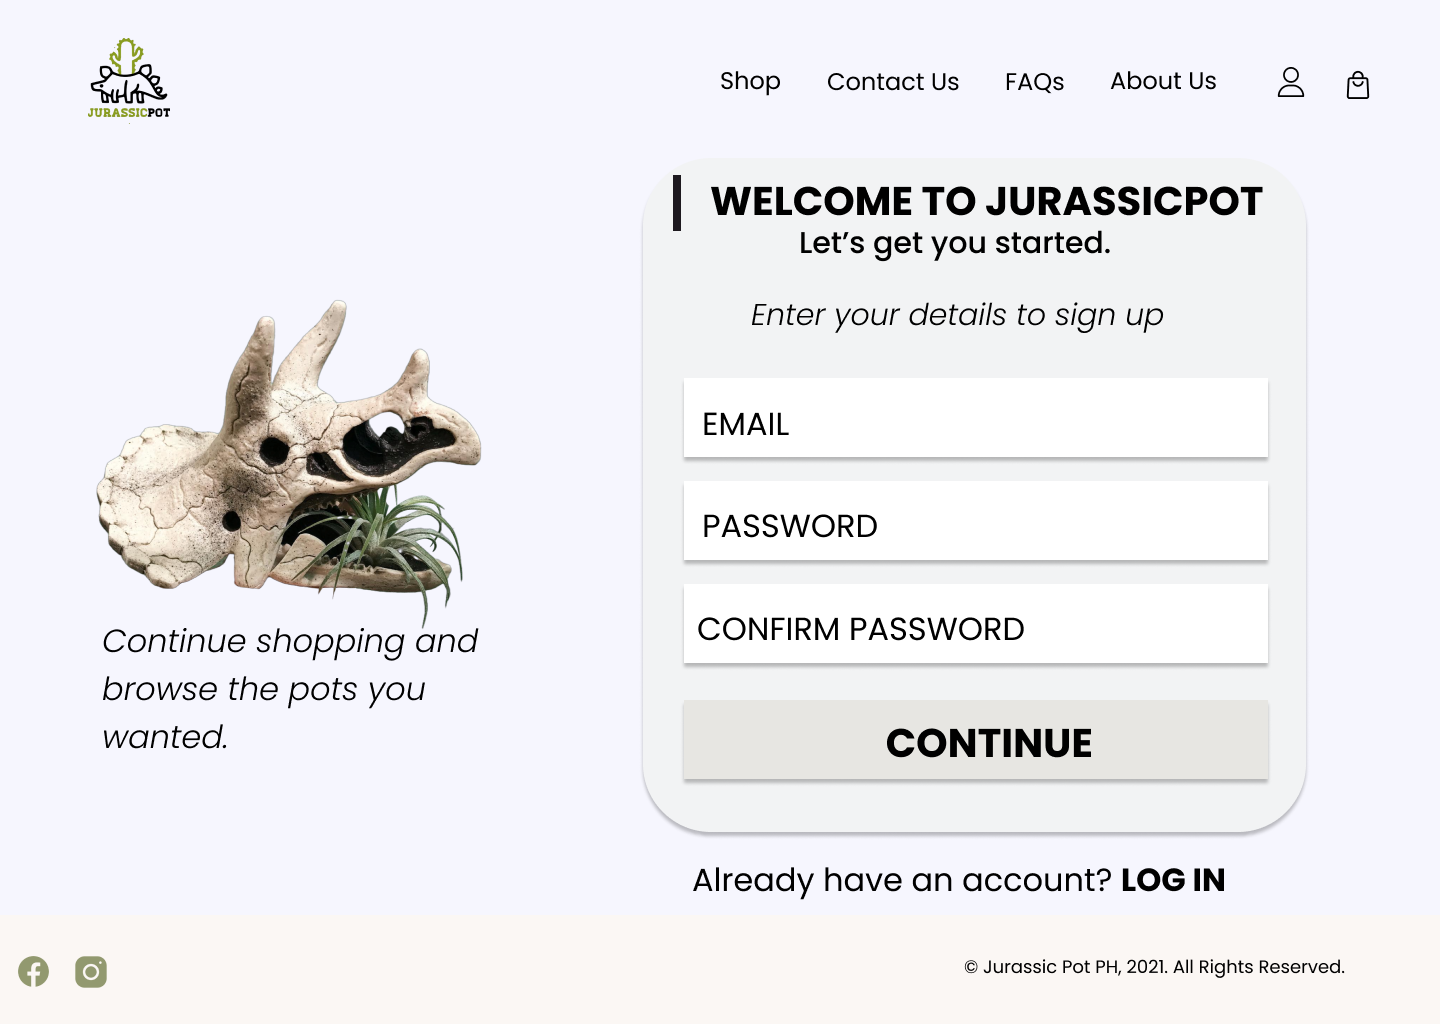 JURASSICPOT
Shop
Contact Us
FAQs
About Us
WELCOME TO JURASSICPOT
Let’s get you started.
Enter your details to sign up
EMAIL
PASSWORD
CONFIRM PASSWORD
CONTINUE
Continue shopping and
browse the pots you
wanted.
Already have an account? LOG IN
© Jurassic Pot PH, 2021. All Rights Reserved.